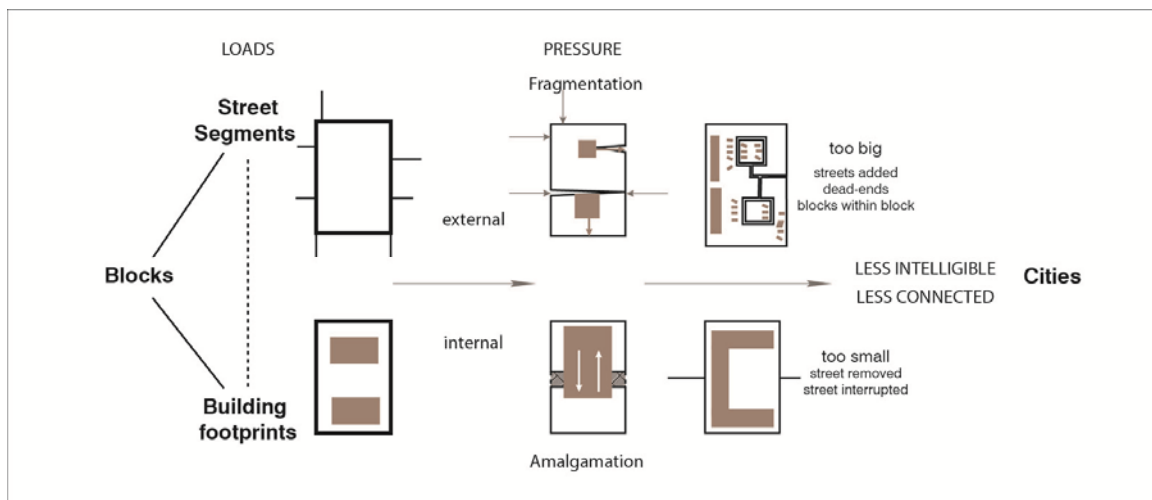 LOADS
PRESSURE
Fragmentation
Street
Segments
too big
streets added
dead-ends
blocks within block
external
Blocks
LESS INTELLIGIBLE
LESS CONNECTED
Cities
internal
too small
street removed
street interrupted
Building
footprints
Amalgamation